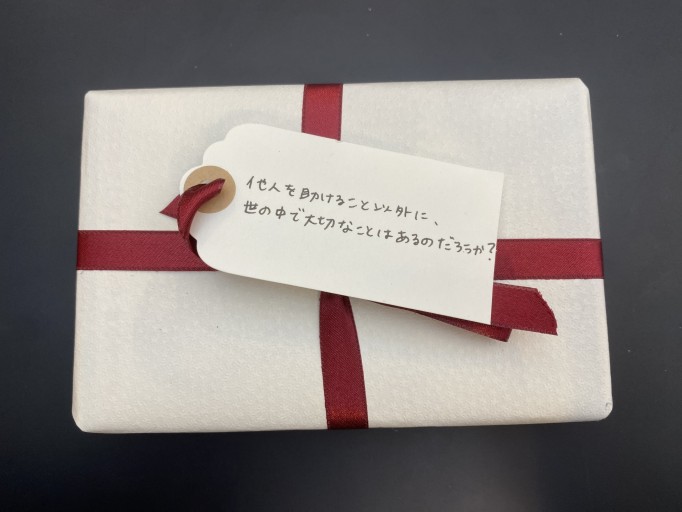 他人を助けること以外に、
世の中で大切なことはあるのだろうか?